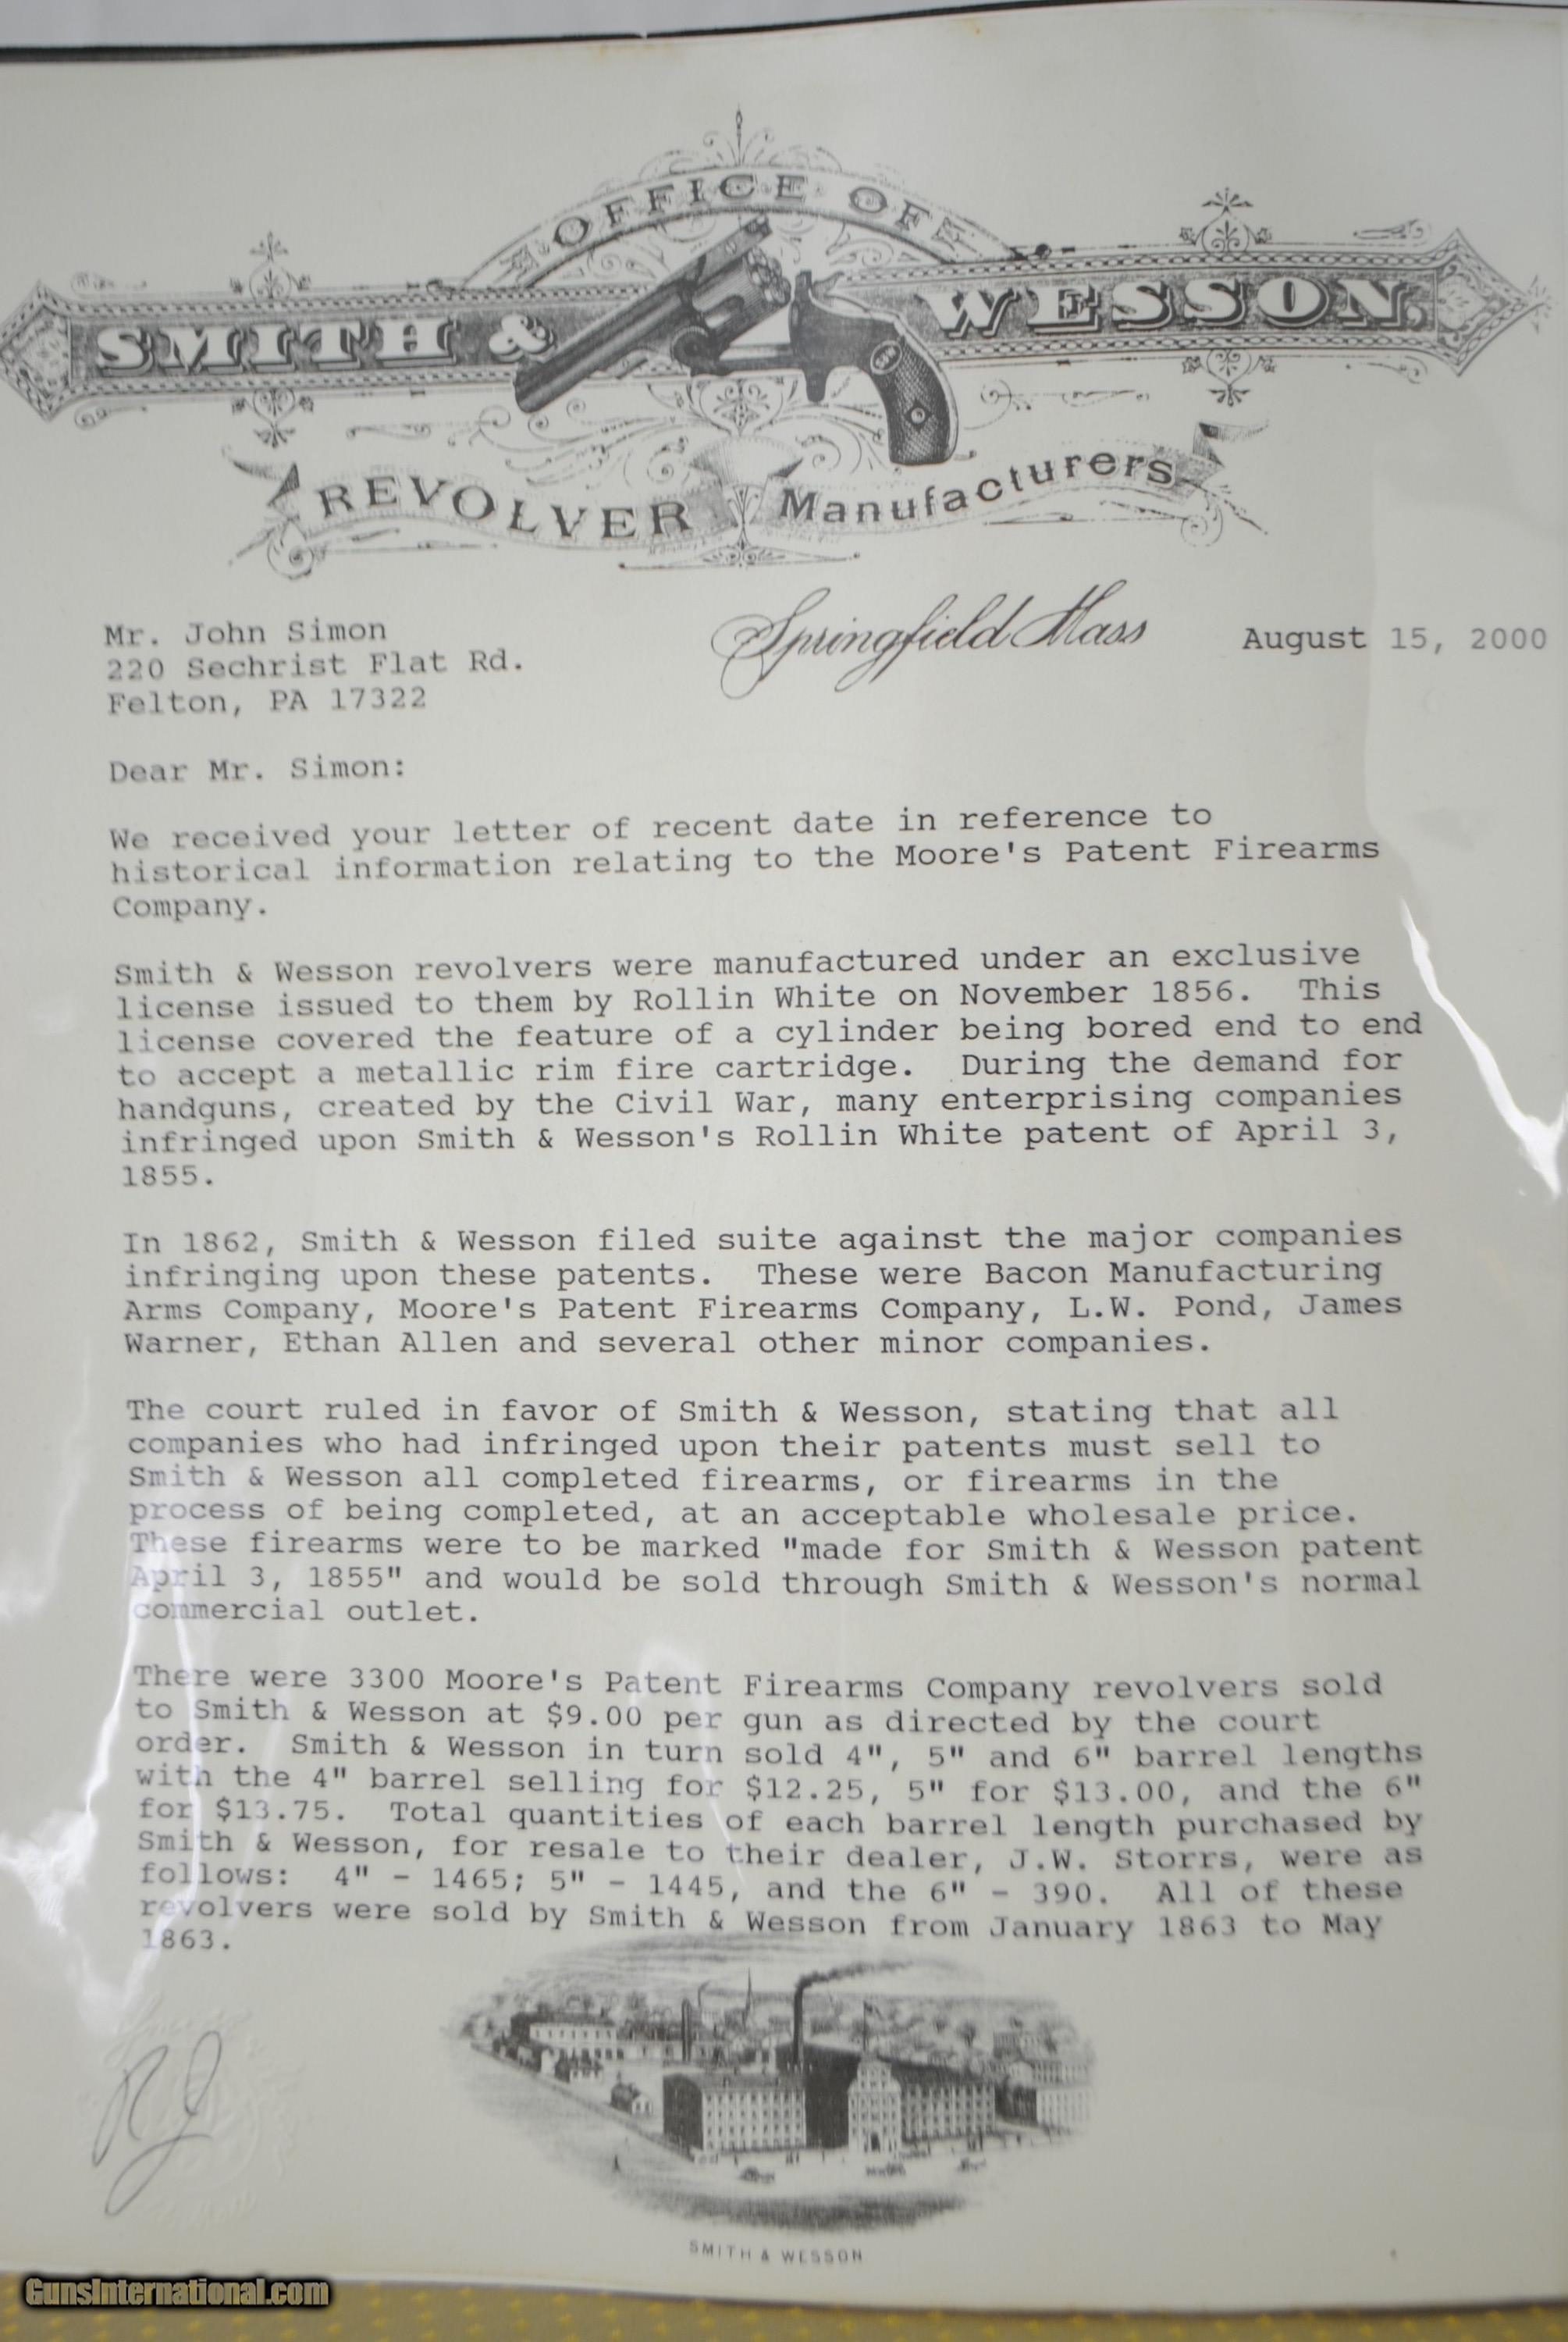 OFFICE OF
SMITH & WESSON,
REVOLVER Manufacturers
Springfield Mass
August 15, 2000
Mr. John Simon
220 Sechrist Flat Rd.
Felton, PA 17322
Dear Mr. Simon:
We received your letter of recent date in reference to
historical information relating to the Moore's Patent Firearms
Company.
Smith & Wesson revolvers were manufactured under an exclusive
license issued to them by Rollin White on November 1856. This
license covered the feature of a cylinder being bored end to end
to accept a metallic rim fire cartridge. During the demand for
handguns, created by the Civil War, many enterprising companies
infringed upon Smith & Wesson's Rollin White patent of April 3,
1855.
In 1862, Smith & Wesson filed suite against the major companies
infringing upon these patents. These were Bacon Manufacturing
Arms Company, Moore's Patent Firearms Company, L.W. Pond, James
Warner, Ethan Allen and several other minor companies.
The court ruled in favor of Smith & Wesson, stating that all
companies who had infringed upon their patents must sell to
Smith & Wesson all completed firearms, or firearms in the
process of being completed, at an acceptable wholesale price.
These firearms were to be marked "made for Smith & Wesson patent
April 3, 1855" and would be sold through Smith & Wesson's normal
commercial outlet.
There were 3300 Moore's Patent Firearms Company revolvers sold
to Smith & Wesson at $9.00 per gun as directed by the court
order. Smith & Wesson in turn sold 4", 5" and 6" barrel lengths
with the 4" barrel selling for $12.25, 5" for $13.00, and the 6"
for $13.75. Total quantities of each barrel length purchased by
Smith & Wesson, for resale to their dealer, J.W. Storrs, were as
follows: 4" - 1465; 5" - 1445, and the 6" - 390. All of these
revolvers were sold by Smith & Wesson from January 1863 to May
1863.
SMITH & WESSON
GunsInternational.com